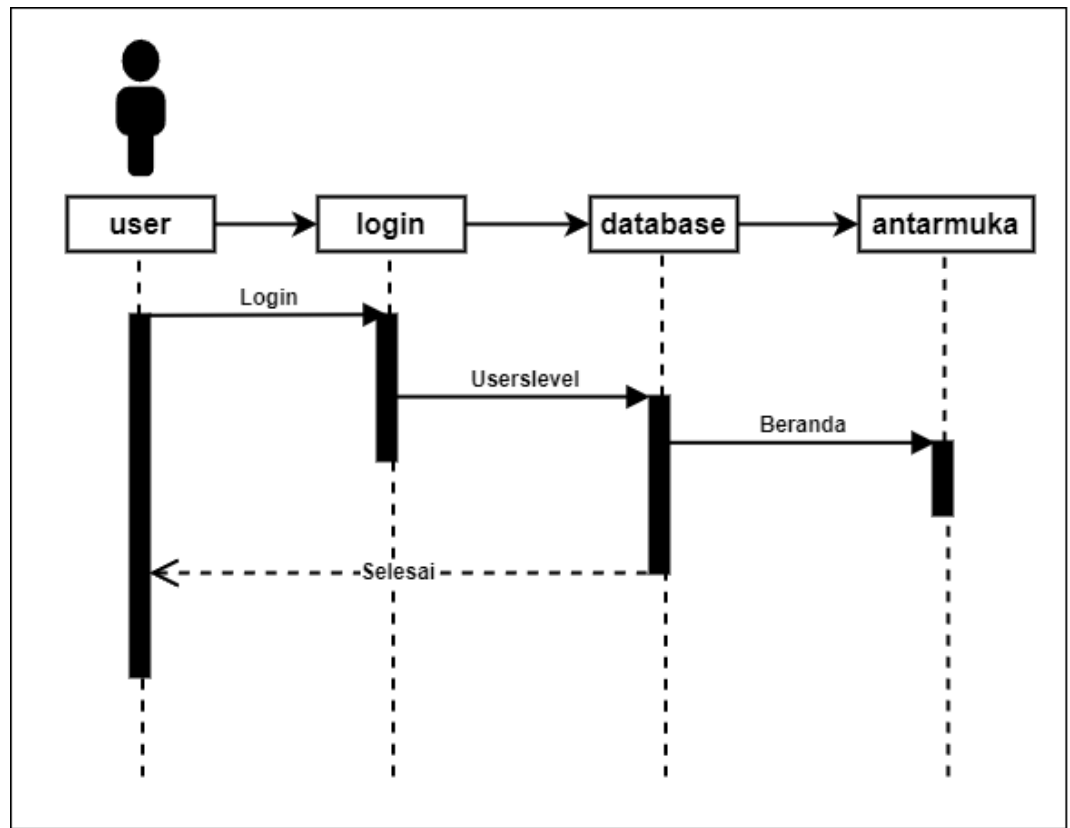 user
login
database
antarmuka
Login
Userslevel
Beranda
Selesai